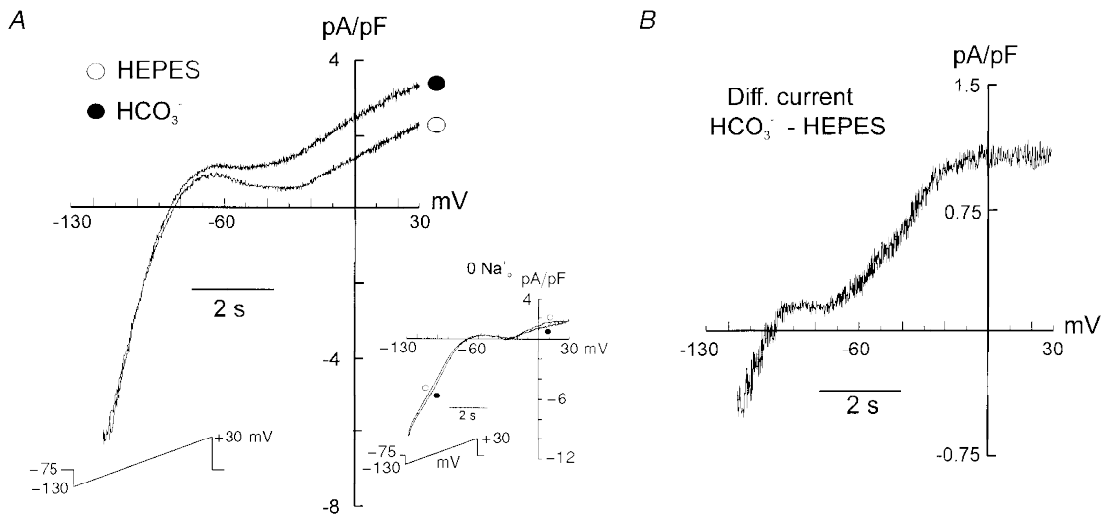 A
pA/pF
4
○ HEPES
● HCO₃⁻
mV
-130
-60
30
2 s
-4
-8
+30 mV
-75
-130
0 Na⁺ₒ
pA/pF
4
-130
-60
30 mV
-6
-12
2 s
+30
-75
-130
mV
B
pA/pF
1.5
Diff. current
HCO₃⁻ - HEPES
0.75
mV
-130
-60
30
2 s
-0.75